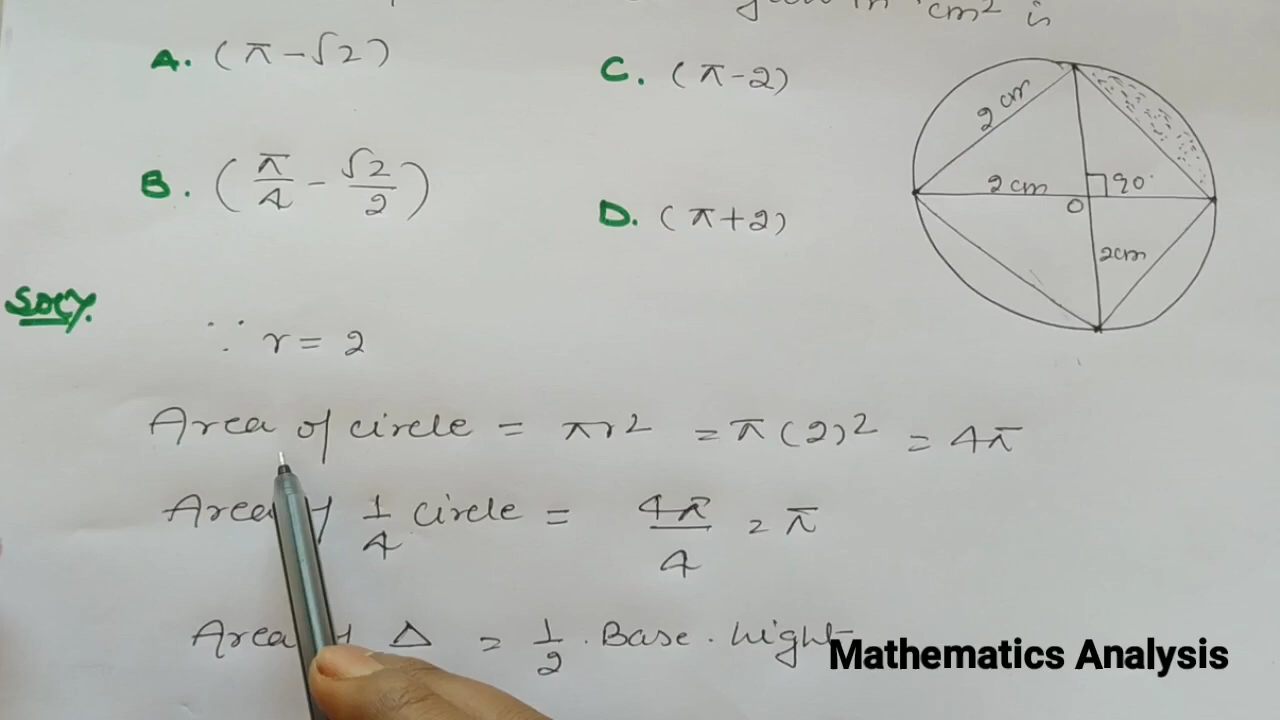 cm² is
A. (π-√2)
C. (π-2)
B. (π/4 - √2/2)
D. (π+2)
2 cm
2 cm
90°
O
2cm
Soly.
∵ r = 2
Area of circle = πr² = π(2)² = 4π
Area of 1/4 circle = 4π/4 = π
Area of Δ = 1/2 . Base . hight
Mathematics Analysis